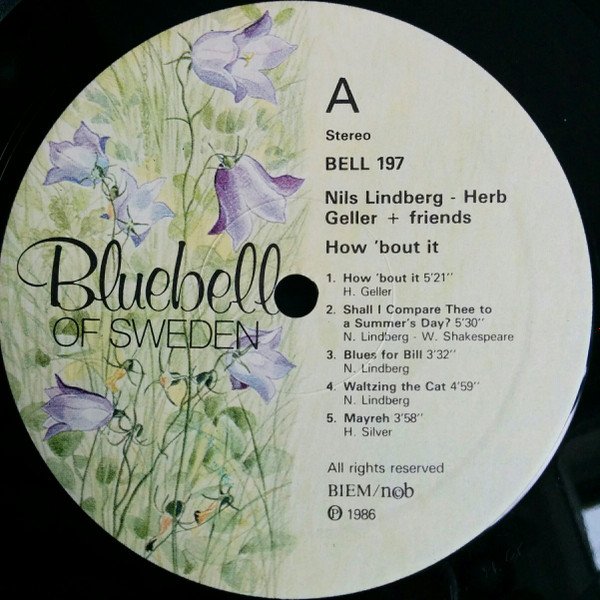 Bluebell
OF SWEDEN
A
Stereo
BELL 197
Nils Lindberg - Herb
Geller + friends
How 'bout it
1. How 'bout it 5'21''
H. Geller
2. Shall I Compare Thee to
a Summer's Day? 5'30''
N. Lindberg - W. Shakespeare
3. Blues for Bill 3'32''
N. Lindberg
4. Waltzing the Cat 4'59''
N. Lindberg
5. Mayreh 3'58''
H. Silver
All rights reserved
BIEM/ncb
℗ 1986